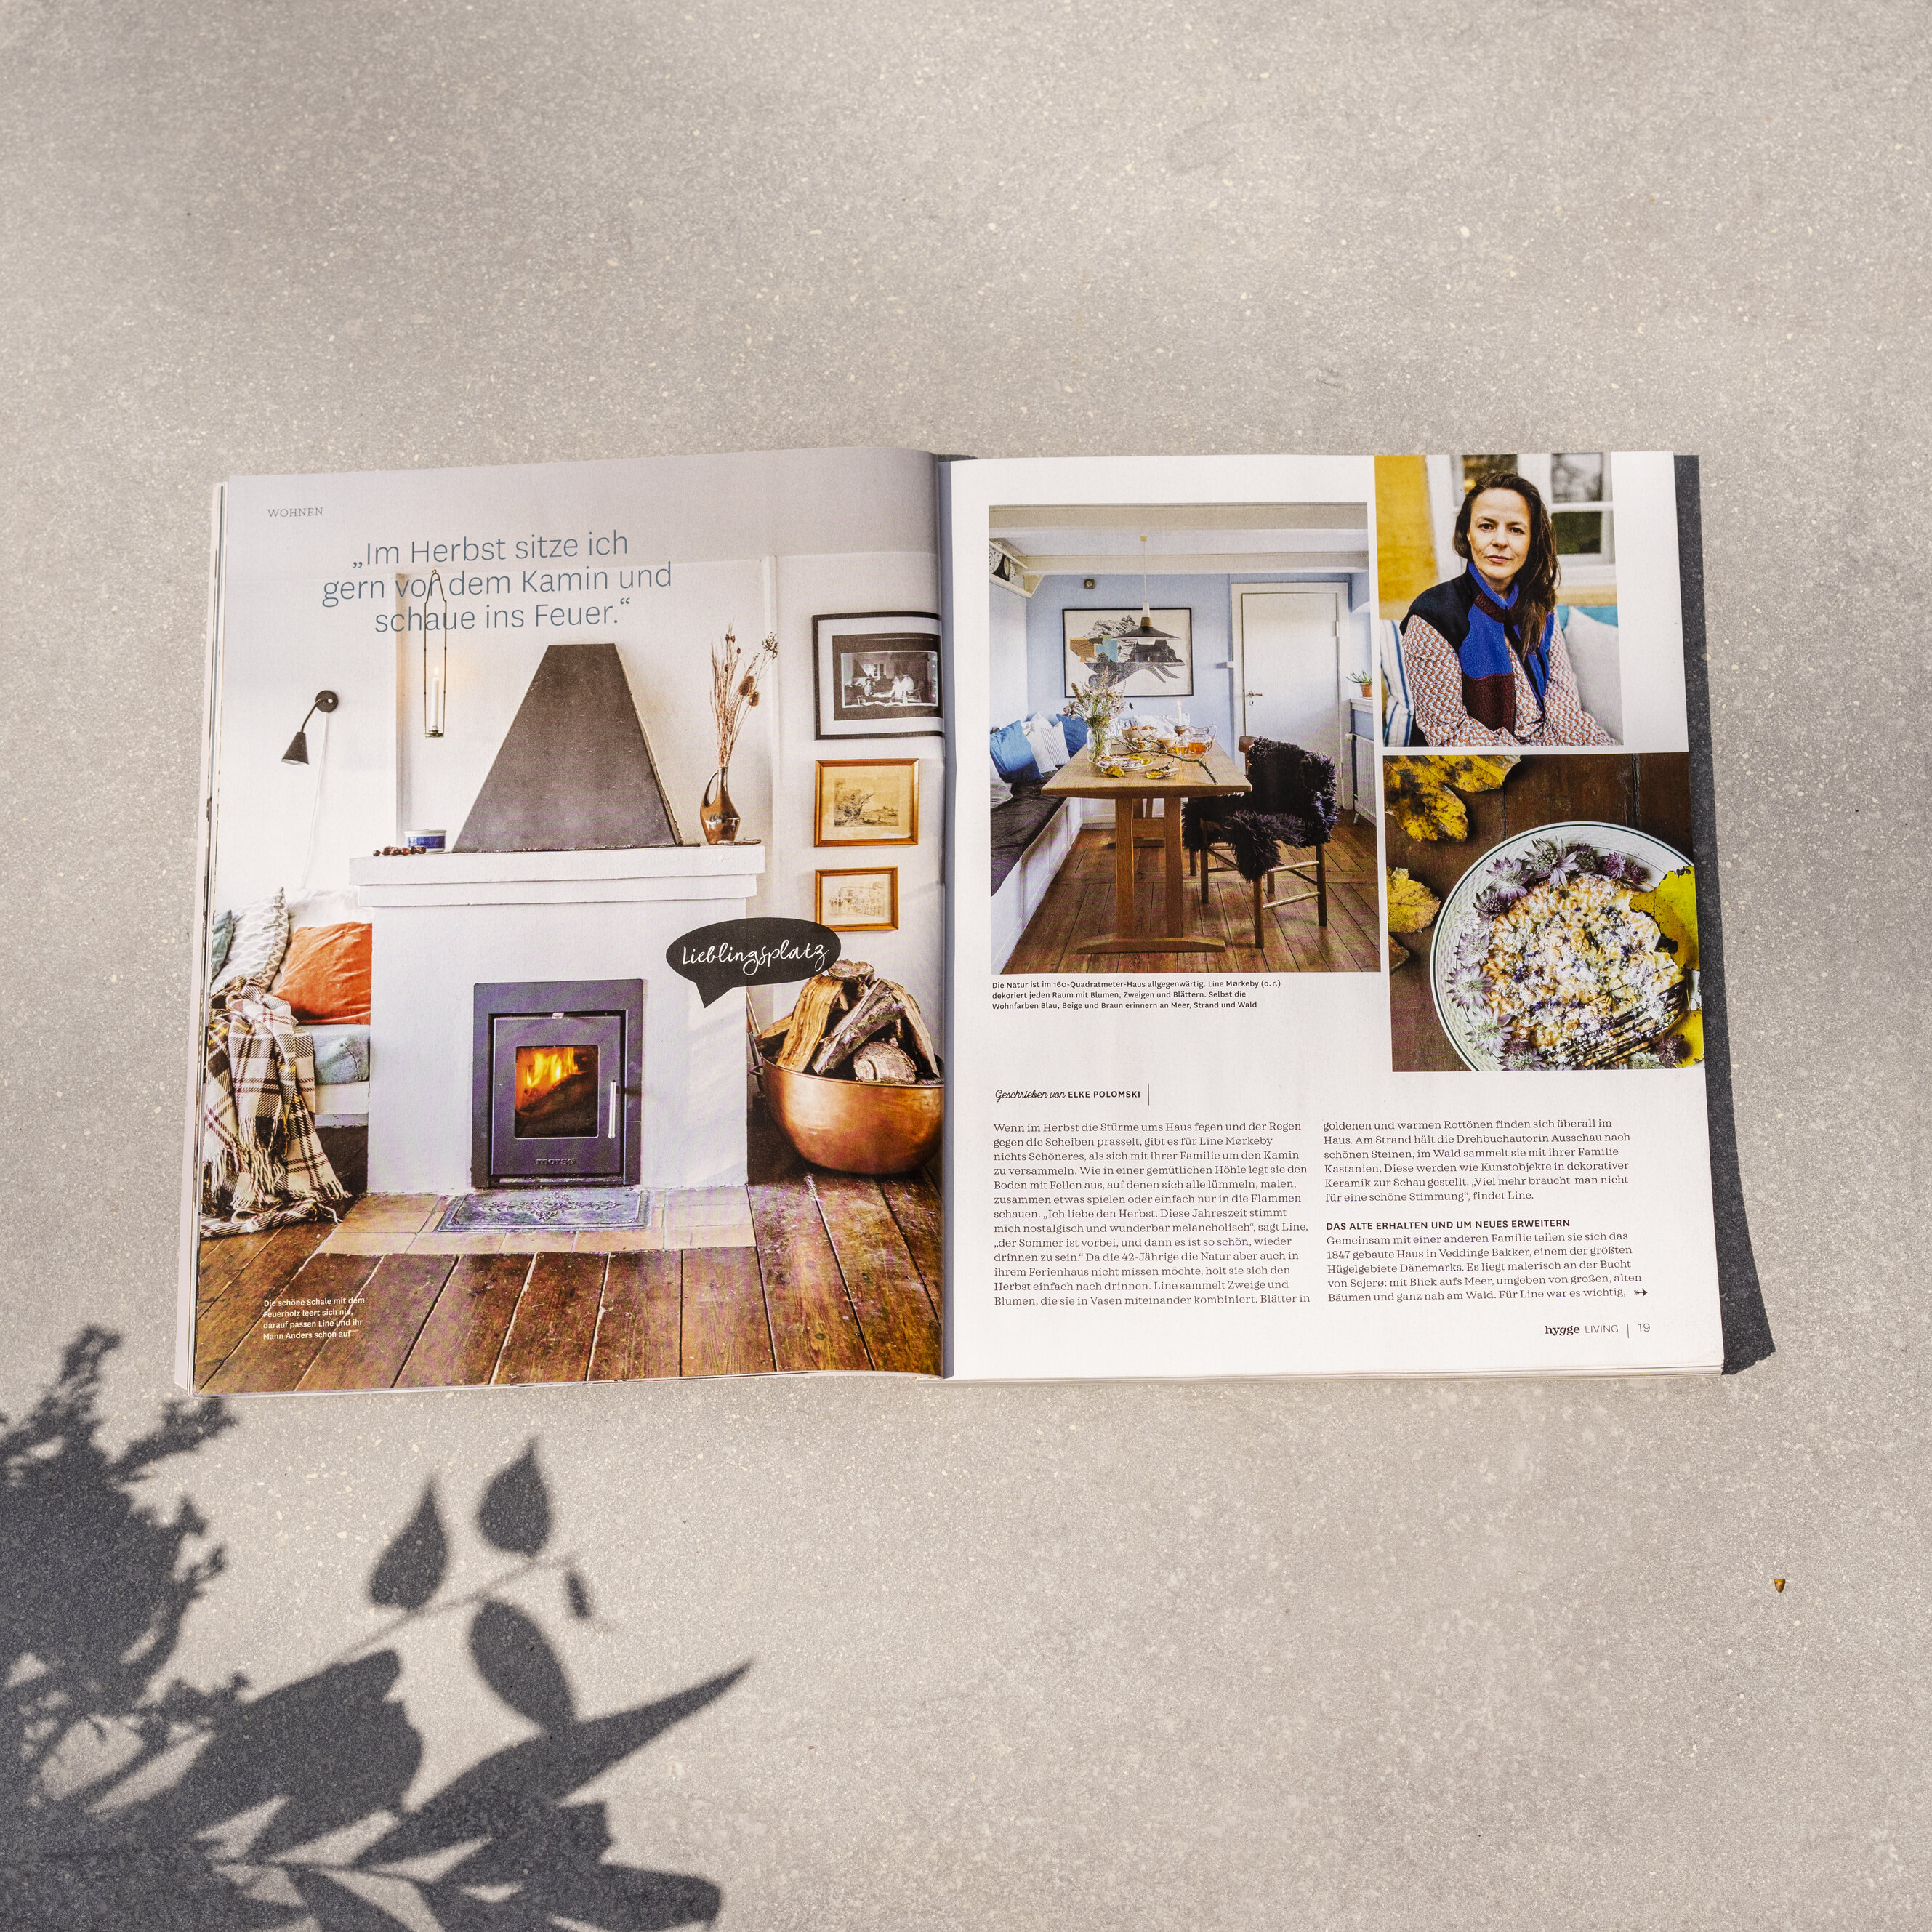 WOHNEN
„Im Herbst sitze ich
gern vor dem Kamin und
schaue ins Feuer.“
Lieblingsplatz
morsø
Die schöne Schale mit dem
Feuerholz leert sich nie,
darauf passen Line und ihr
Mann Anders schon auf
Die Natur ist im 160-Quadratmeter-Haus allgegenwärtig. Line Mørkeby (o. r.)
dekoriert jeden Raum mit Blumen, Zweigen und Blättern. Selbst die
Wohnfarben Blau, Beige und Braun erinnern an Meer, Strand und Wald
Geschrieben von ELKE POLOMSKI
Wenn im Herbst die Stürme ums Haus fegen und der Regen
gegen die Scheiben prasselt, gibt es für Line Mørkeby
nichts Schöneres, als sich mit ihrer Familie um den Kamin
zu versammeln. Wie in einer gemütlichen Höhle legt sie den
Boden mit Fellen aus, auf denen sich alle lümmeln, malen,
zusammen etwas spielen oder einfach nur in die Flammen
schauen. „Ich liebe den Herbst. Diese Jahreszeit stimmt
mich nostalgisch und wunderbar melancholisch“, sagt Line,
„der Sommer ist vorbei, und dann es ist so schön, wieder
drinnen zu sein.“ Da die 42-Jährige die Natur aber auch in
ihrem Ferienhaus nicht missen möchte, holt sie sich den
Herbst einfach nach drinnen. Line sammelt Zweige und
Blumen, die sie in Vasen miteinander kombiniert. Blätter in
goldenen und warmen Rottönen finden sich überall im
Haus. Am Strand hält die Drehbuchautorin Ausschau nach
schönen Steinen, im Wald sammelt sie mit ihrer Familie
Kastanien. Diese werden wie Kunstobjekte in dekorativer
Keramik zur Schau gestellt. „Viel mehr braucht man nicht
für eine schöne Stimmung“, findet Line.
DAS ALTE ERHALTEN UND UM NEUES ERWEITERN
Gemeinsam mit einer anderen Familie teilen sie sich das
1847 gebaute Haus in Veddinge Bakker, einem der größten
Hügelgebiete Dänemarks. Es liegt malerisch an der Bucht
von Sejerø: mit Blick aufs Meer, umgeben von großen, alten
Bäumen und ganz nah am Wald. Für Line war es wichtig,
hygge LIVING | 19